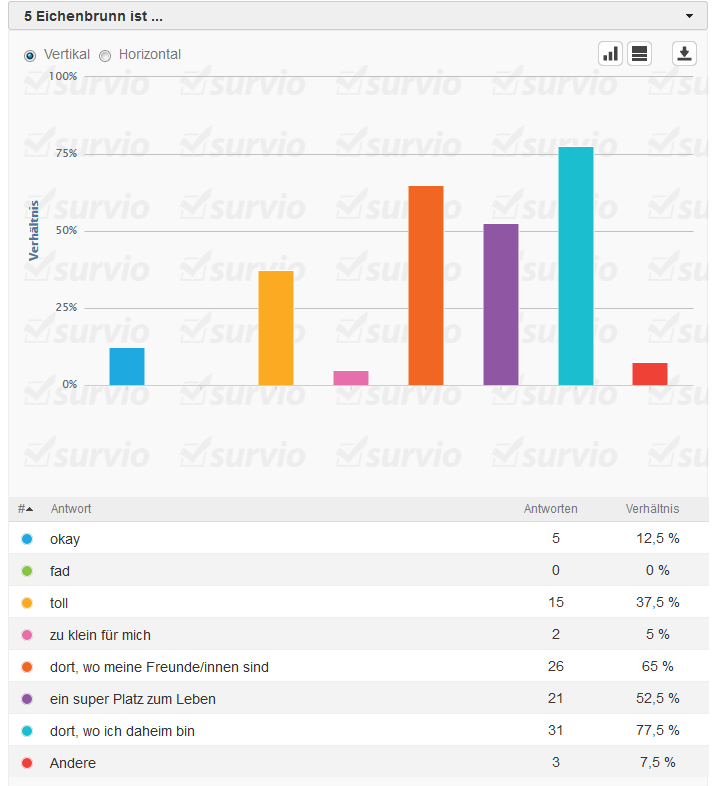 5 Eichenbrunn ist ...
Vertikal Horizontal
100%
75%
50%
25%
0%
Verhältnis
survio
# Antwort Antworten Verhältnis
okay 5 12,5 %
fad 0 0 %
toll 15 37,5 %
zu klein für mich 2 5 %
dort, wo meine Freunde/innen sind 26 65 %
ein super Platz zum Leben 21 52,5 %
dort, wo ich daheim bin 31 77,5 %
Andere 3 7,5 %